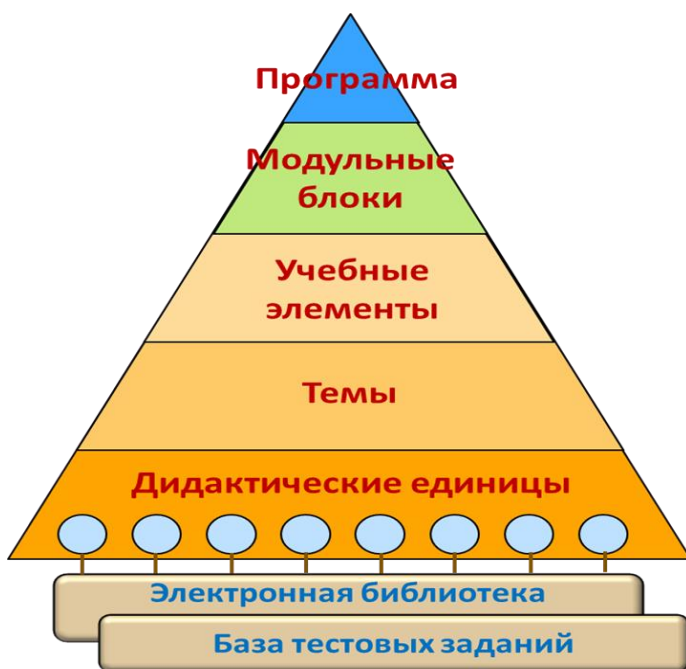 Программа
Модульные
блоки
Учебные
элементы
Темы
Дидактические единицы
Электронная библиотека
База тестовых заданий